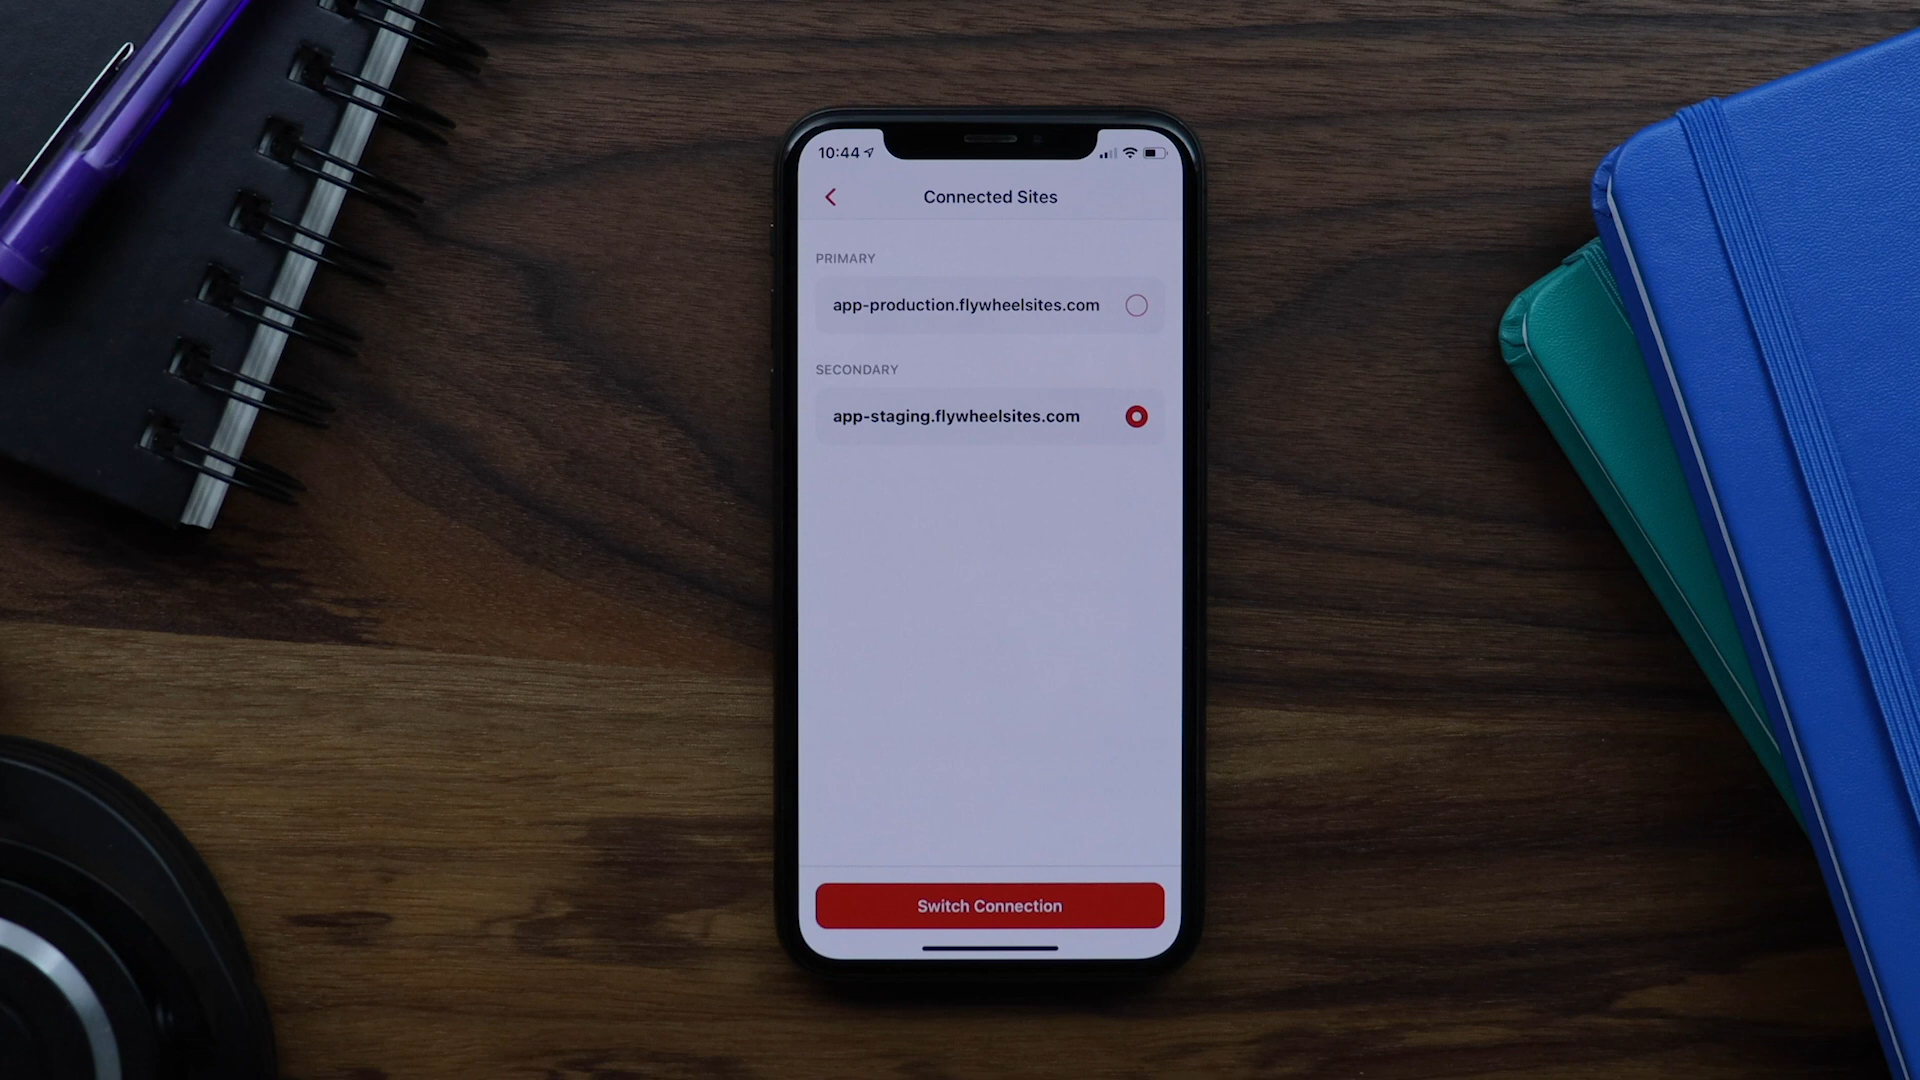 10:44
Connected Sites
PRIMARY
app-production.flywheelsites.com
SECONDARY
app-staging.flywheelsites.com
Switch Connection